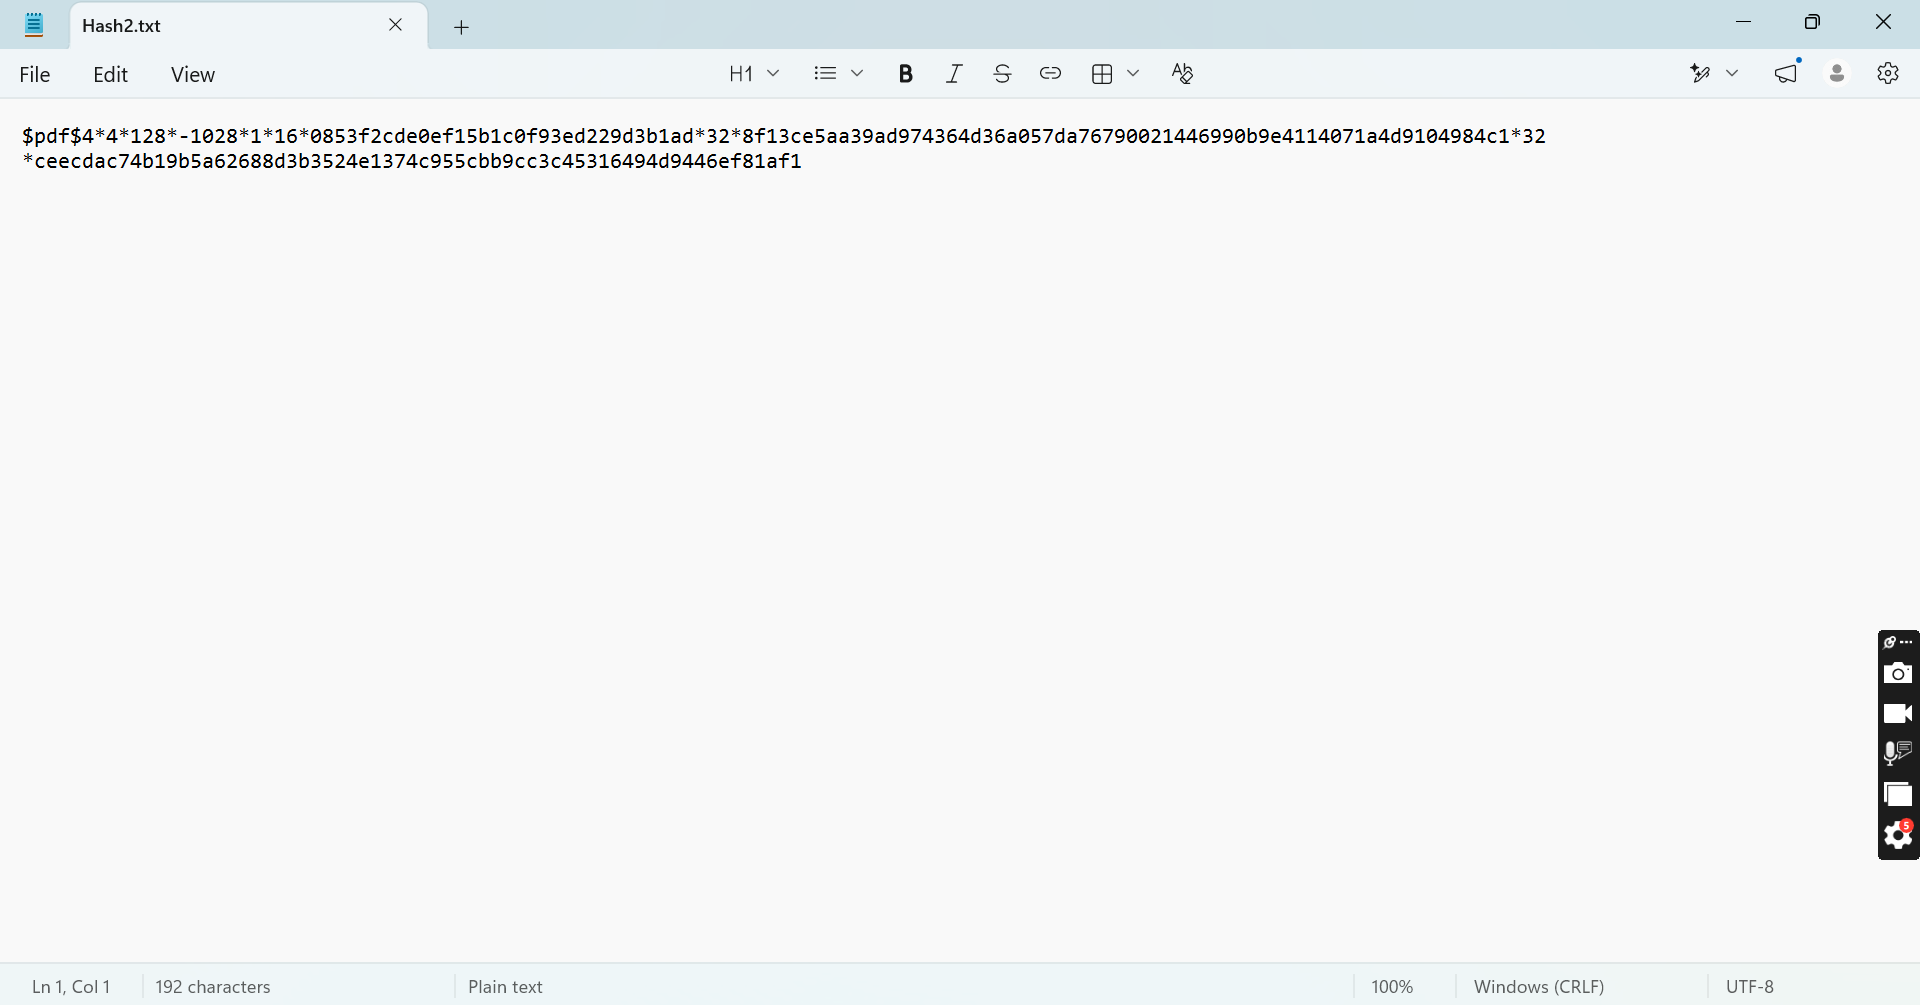 Hash2.txt
File Edit View H1
$pdf$4*4*128*-1028*1*16*0853f2cde0ef15b1c0f93ed229d3b1ad*32*8f13ce5aa39ad974364d36a057da76790021446990b9e4114071a4d9104984c1*32
*ceecdac74b19b5a62688d3b3524e1374c955cbb9cc3c45316494d9446ef81af1
5
Ln 1, Col 1 192 characters Plain text 100% Windows (CRLF) UTF-8